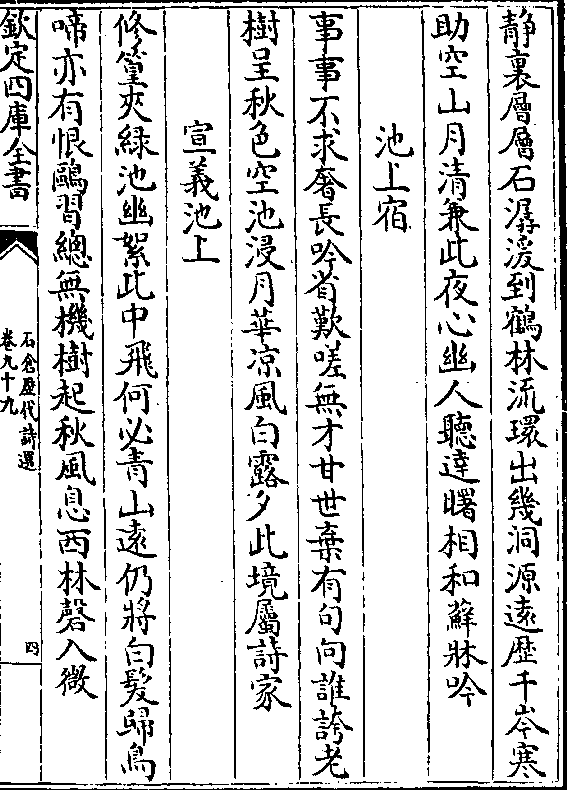 静裏層層石潺湲到鶴林流環出幾洞源遠歴千岑寒
助空山月清兼此夜心幽人聽達曙相和蘚牀吟
池上宿
事事不求奢長吟省歎嗟無才甘世棄有句向誰誇老
樹呈秋色空池浸月華凉風白露夕此境屬詩家
宣義池上
修篁夾緑池幽絮此中飛何必青山遠仍將白髮歸鳥
啼亦有恨鷗習總無機樹起秋風息西林磬入微
欽定四庫全書
石倉歴代詩選
卷九十九
四